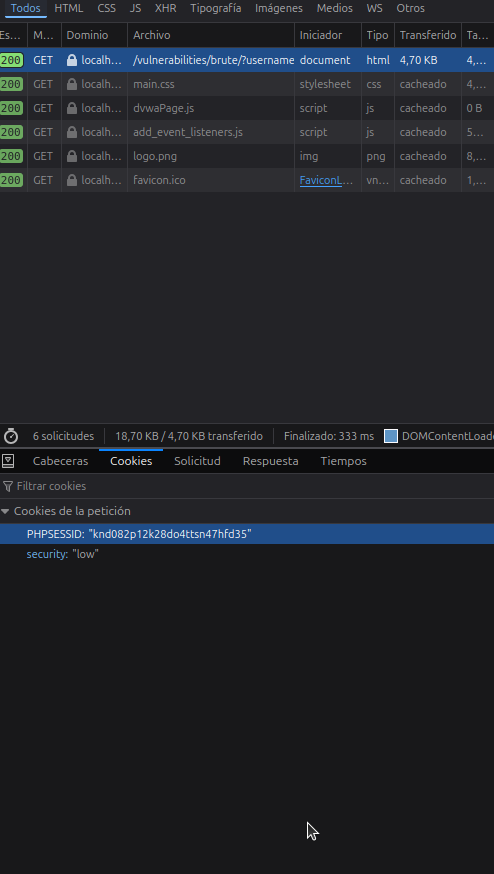 Todos HTML CSS JS XHR Tipografía Imágenes Medios WS Otros
Es... M... Dominio Archivo Iniciador Tipo Transferido Ta...
200 GET localh... /vulnerabilities/brute/?username document html 4,70 KB 4,...
200 GET localh... main.css stylesheet css cacheado 4,...
200 GET localh... dvwaPage.js script js cacheado 0 B
200 GET localh... add_event_listeners.js script js cacheado 5...
200 GET localh... logo.png img png cacheado 8,...
200 GET localh... favicon.ico FaviconL... vn... cacheado 1,...
6 solicitudes 18,70 KB / 4,70 KB transferido Finalizado: 333 ms DOMContentLoade
Cabeceras Cookies Solicitud Respuesta Tiempos
Filtrar cookies
Cookies de la petición
PHPSESSID: "knd082p12k28do4ttsn47hfd35"
security: "low"